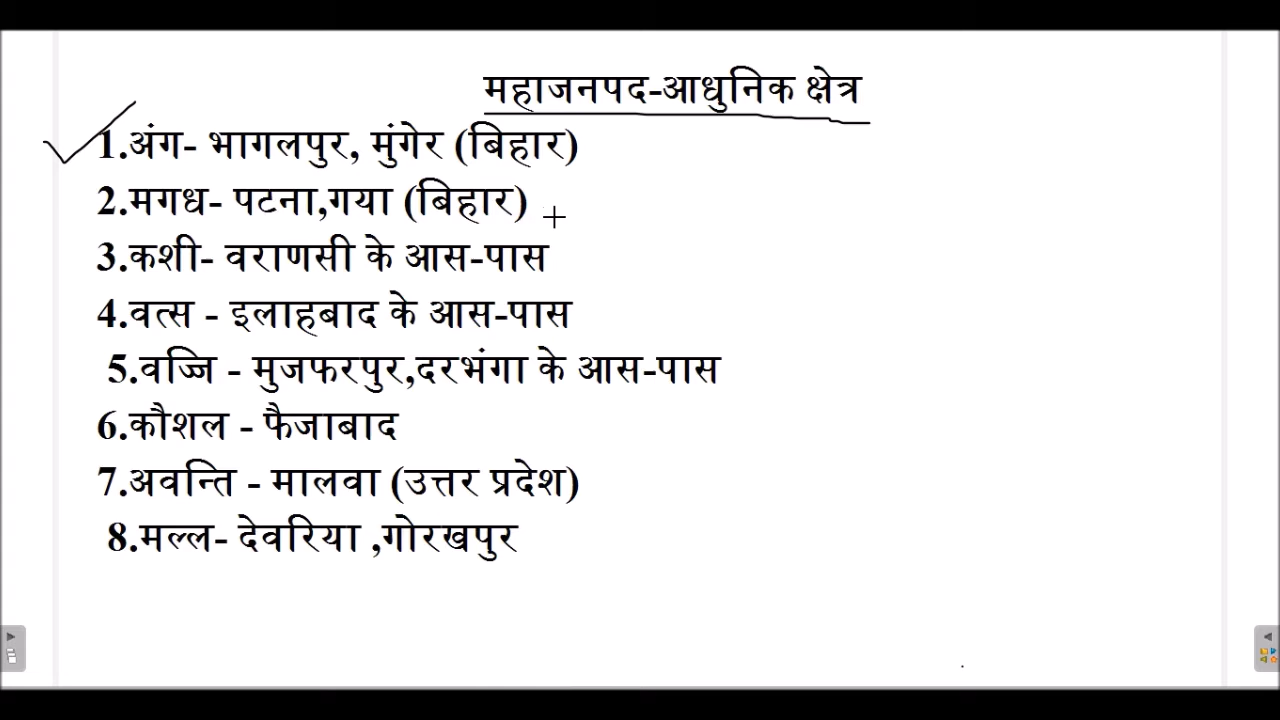 महाजनपद-आधुनिक क्षेत्र
1.अंग- भागलपुर, मुंगेर (बिहार)
2.मगध- पटना,गया (बिहार)
3.कशी- वराणसी के आस-पास
4.वत्स - इलाहबाद के आस-पास
5.वज्जि - मुजफरपुर,दरभंगा के आस-पास
6.कौशल - फैजाबाद
7.अवन्ति - मालवा (उत्तर प्रदेश)
8.मल्ल- देवरिया ,गोरखपुर